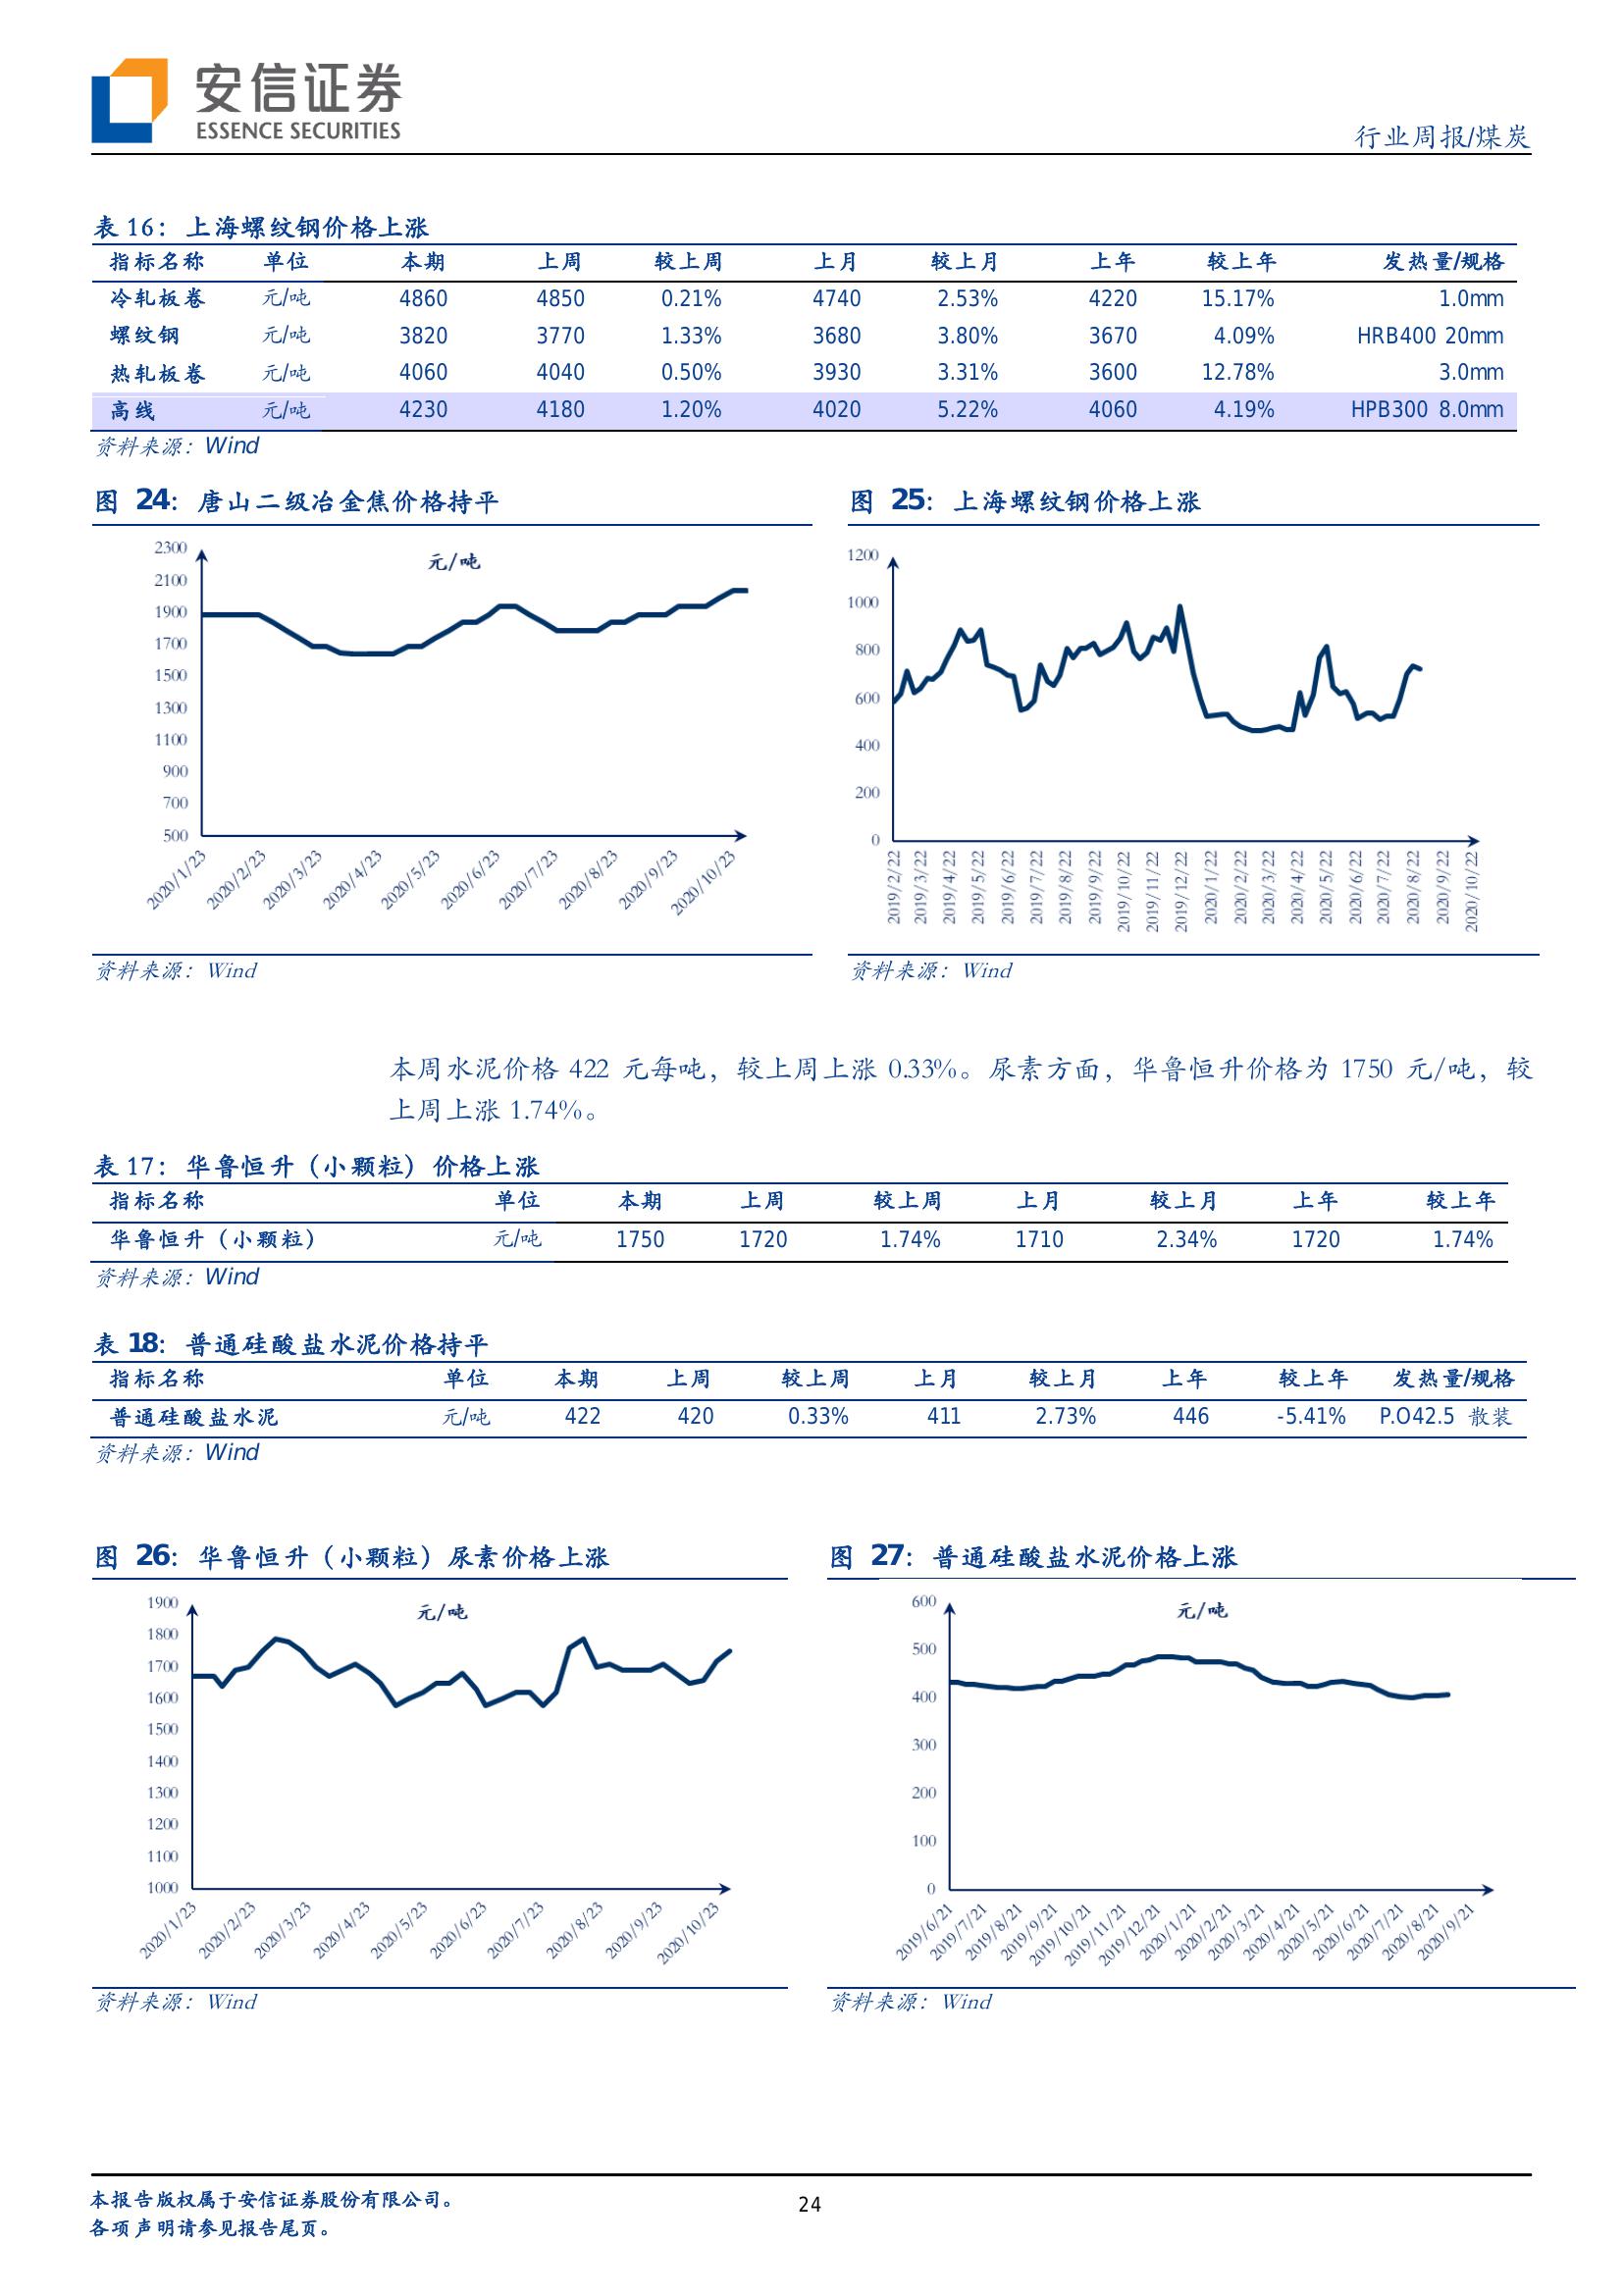 安信证券
ESSENCE SECURITIES
行业周报/煤炭
表 16：上海螺纹钢价格上涨
指标名称 单位 本期 上周 较上周 上月 较上月 上年 较上年 发热量/规格
冷轧板卷 元/吨 4860 4850 0.21% 4740 2.53% 4220 15.17% 1.0mm
螺纹钢 元/吨 3820 3770 1.33% 3680 3.80% 3670 4.09% HRB400 20mm
热轧板卷 元/吨 4060 4040 0.50% 3930 3.31% 3600 12.78% 3.0mm
高线 元/吨 4230 4180 1.20% 4020 5.22% 4060 4.19% HPB300 8.0mm
资料来源：Wind
图 24：唐山二级冶金焦价格持平
元/吨
2300
2100
1900
1700
1500
1300
1100
900
700
500
2020/1/23 2020/2/23 2020/3/23 2020/4/23 2020/5/23 2020/6/23 2020/7/23 2020/8/23 2020/9/23 2020/10/23
资料来源：Wind
图 25：上海螺纹钢价格上涨
1200
1000
800
600
400
200
0
2019/2/22 2019/3/22 2019/4/22 2019/5/22 2019/6/22 2019/7/22 2019/8/22 2019/9/22 2019/10/22 2019/11/22 2019/12/22 2020/1/22 2020/2/22 2020/3/22 2020/4/22 2020/5/22 2020/6/22 2020/7/22 2020/8/22 2020/9/22 2020/10/22
资料来源：Wind
本周水泥价格 422 元每吨，较上周上涨 0.33%。尿素方面，华鲁恒升价格为 1750 元/吨，较
上周上涨 1.74%。
表 17：华鲁恒升（小颗粒）价格上涨
指标名称 单位 本期 上周 较上周 上月 较上月 上年 较上年
华鲁恒升（小颗粒） 元/吨 1750 1720 1.74% 1710 2.34% 1720 1.74%
资料来源：Wind
表 18：普通硅酸盐水泥价格持平
指标名称 单位 本期 上周 较上周 上月 较上月 上年 较上年 发热量/规格
普通硅酸盐水泥 元/吨 422 420 0.33% 411 2.73% 446 -5.41% P.O42.5 散装
资料来源：Wind
图 26：华鲁恒升（小颗粒）尿素价格上涨
元/吨
1900
1800
1700
1600
1500
1400
1300
1200
1100
1000
2020/1/23 2020/2/23 2020/3/23 2020/4/23 2020/5/23 2020/6/23 2020/7/23 2020/8/23 2020/9/23 2020/10/23
资料来源：Wind
图 27：普通硅酸盐水泥价格上涨
元/吨
600
500
400
300
200
100
0
2019/6/21 2019/7/21 2019/8/21 2019/9/21 2019/10/21 2019/11/21 2019/12/21 2020/1/21 2020/2/21 2020/3/21 2020/4/21 2020/5/21 2020/6/21 2020/7/21 2020/8/21 2020/9/21
资料来源：Wind
本报告版权属于安信证券股份有限公司。
各项声明请参见报告尾页。
24